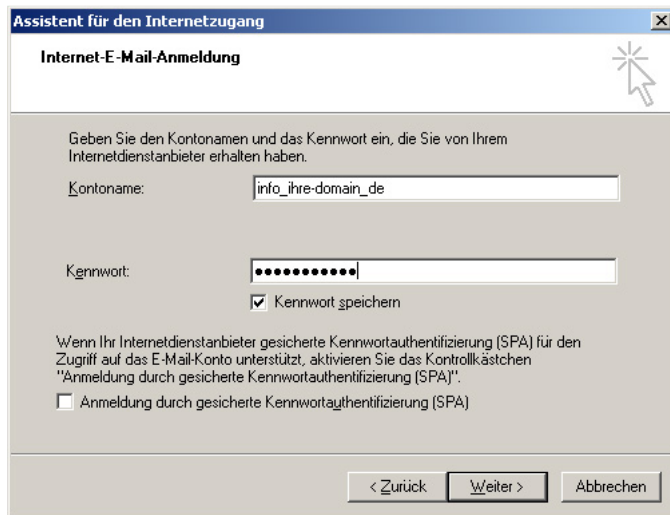 Assistent für den Internetzugang
Internet-E-Mail-Anmeldung
Geben Sie den Kontonamen und das Kennwort ein, die Sie von Ihrem
Internetdienstanbieter erhalten haben.
Kontoname: info_ihre-domain_de
Kennwort: ●●●●●●●●●●●
Kennwort speichern
Wenn Ihr Internetdienstanbieter gesicherte Kennwortauthentifizierung (SPA) für den
Zugriff auf das E-Mail-Konto unterstützt, aktivieren Sie das Kontrollkästchen
"Anmeldung durch gesicherte Kennwortauthentifizierung (SPA)".
Anmeldung durch gesicherte Kennwortauthentifizierung (SPA)
< Zurück Weiter > Abbrechen